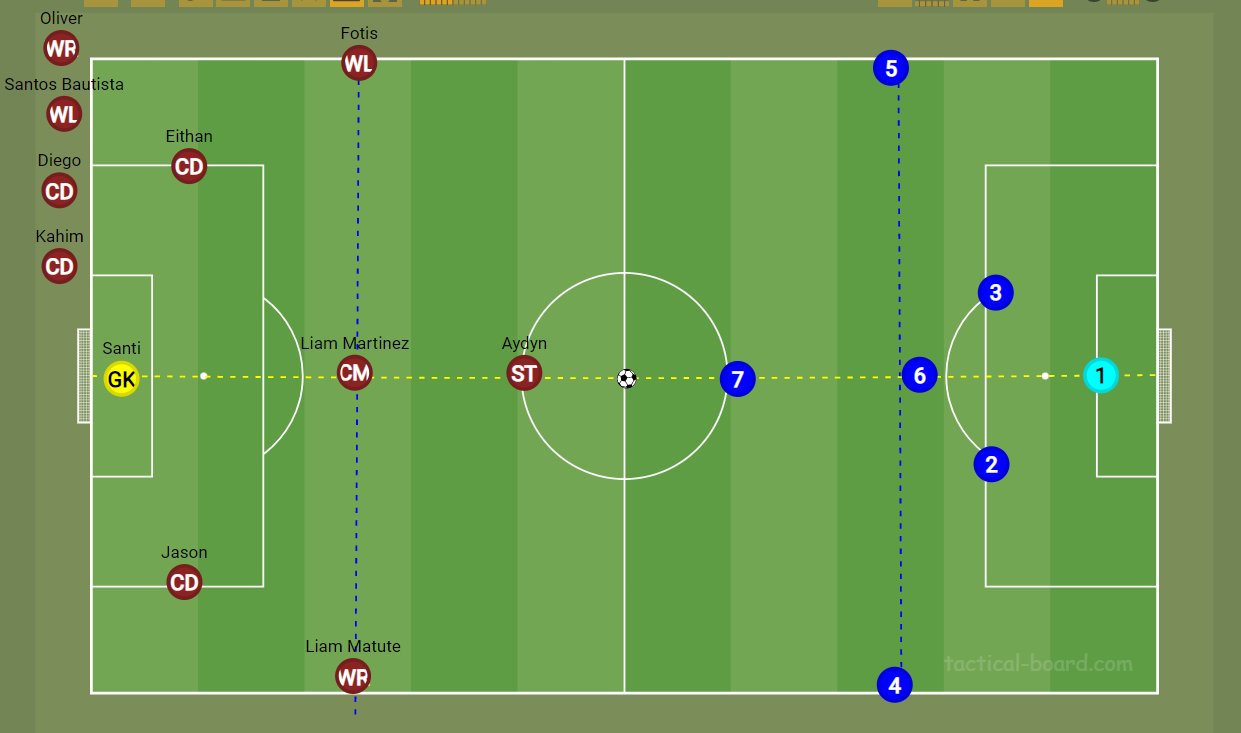 Oliver
WR
Santos Bautista
WL
Diego
CD
Kahim
CD
Santi
GK
Eithan
CD
Jason
CD
Fotis
WL
Liam Martinez
CM
Liam Matute
WR
Aydyn
ST
7
5
6
4
3
2
1
tactical-board.com